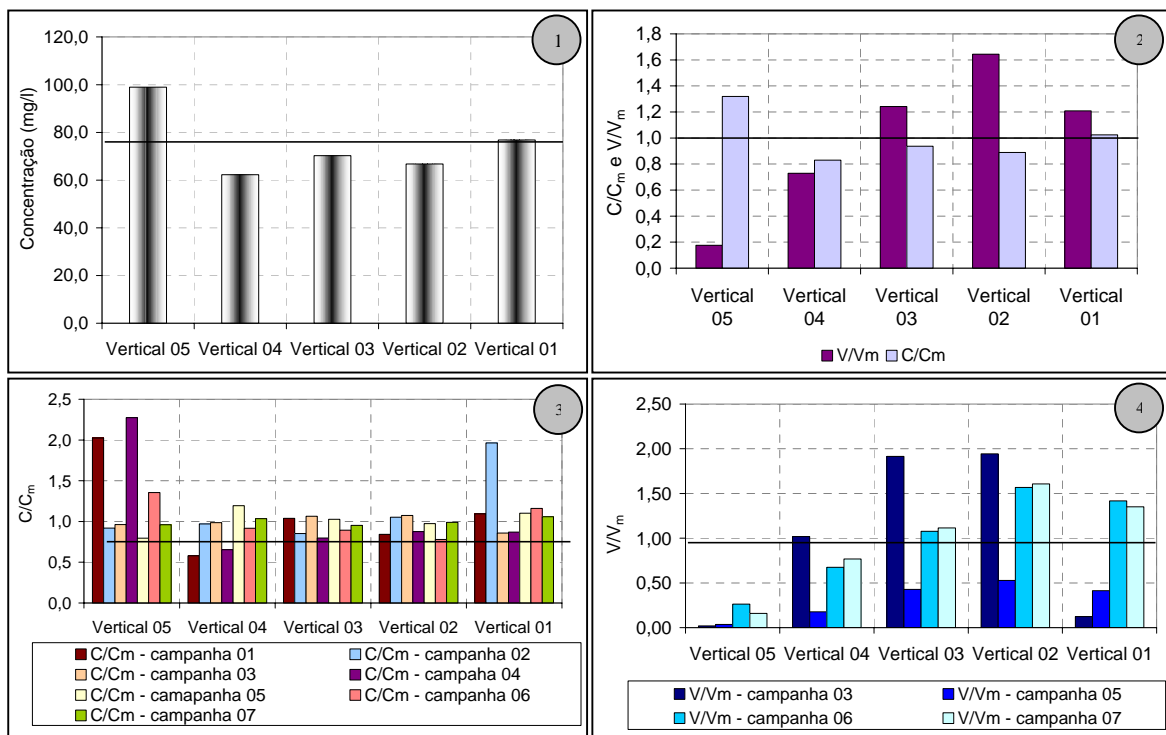 1
Concentração (mg/l)
120,0
100,0
80,0
60,0
40,0
20,0
0,0
Vertical 05 Vertical 04 Vertical 03 Vertical 02 Vertical 01
2
C/Cm e V/Vm
1,8
1,6
1,4
1,2
1,0
0,8
0,6
0,4
0,2
0,0
Vertical 05
Vertical 04
Vertical 03
Vertical 02
Vertical 01
V/Vm C/Cm
3
C/Cm
2,5
2,0
1,5
1,0
0,5
0,0
Vertical 05 Vertical 04 Vertical 03 Vertical 02 Vertical 01
C/Cm - campanha 01 C/Cm - campanha 02
C/Cm - campanha 03 C/Cm - campaha 04
C/Cm - camapanha 05 C/Cm - campanha 06
C/Cm - campanha 07
4
V/Vm
2,50
2,00
1,50
1,00
0,50
0,00
Vertical 05 Vertical 04 Vertical 03 Vertical 02 Vertical 01
V/Vm - campanha 03 V/Vm - campanha 05
V/Vm - campanha 06 V/Vm - campanha 07